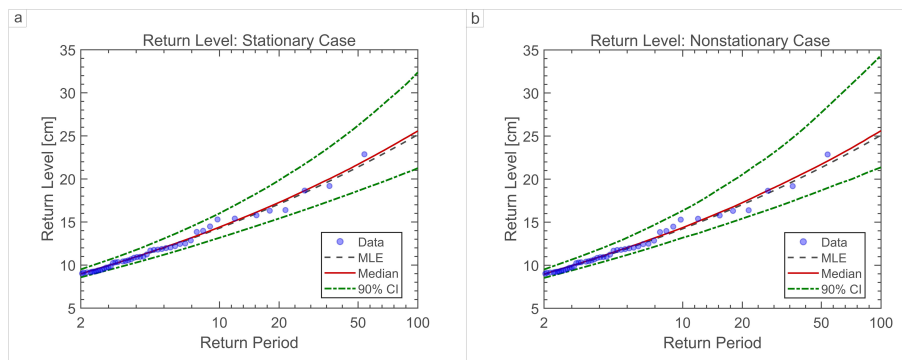 a
Return Level: Stationary Case
35
30
25
20
15
10
5
Return Level [cm]
2
10
20
50
100
Return Period
Data
MLE
Median
90% CI
b
Return Level: Nonstationary Case
35
30
25
20
15
10
5
Return Level [cm]
2
10
20
50
100
Return Period
Data
MLE
Median
90% CI